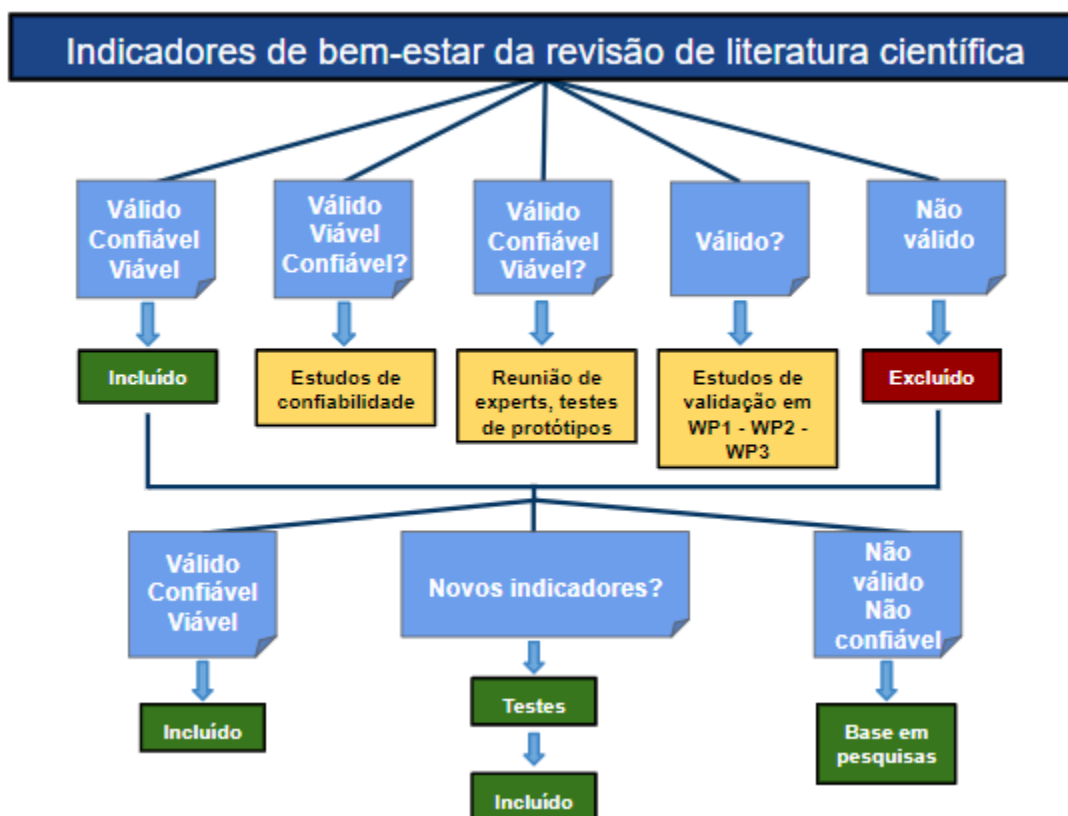 Indicadores de bem-estar da revisão de literatura científica
Válido
Confiável
Viável
Válido
Viável
Confiável?
Válido
Confiável
Viável?
Válido?
Não
válido
Incluído
Estudos de
confiabilidade
Reunião de
experts, testes
de protótipos
Estudos de
validação em
WP1 - WP2 -
WP3
Excluído
Válido
Confiável
Viável
Novos indicadores?
Não
válido
Não
confiável
Incluído
Testes
Incluído
Base em
pesquisas